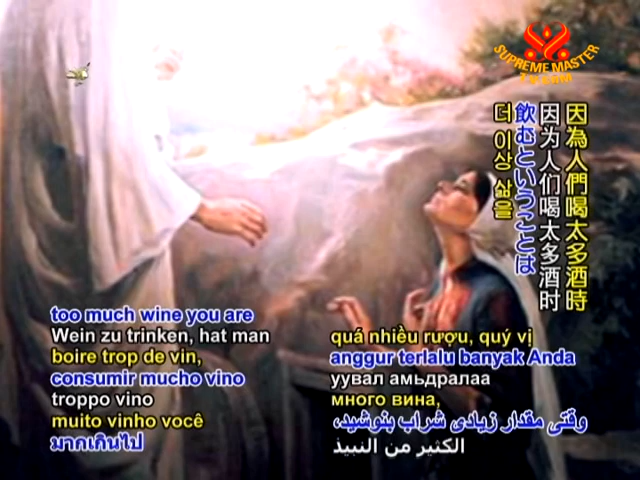 SUPREME MASTER
TV.COM
因為人們喝太多酒時
因为人们喝太多酒时
飲むということは
더 이상 삶을
too much wine you are
Wein zu trinken, hat man
boire trop de vin,
consumir mucho vino
troppo vino
muito vinho você
มากเกินไป
quá nhiều rượu, quý vị
anggur terlalu banyak Anda
уувал амьдралаа
много вина,
وقتی مقدار زیادی شراب بنوشید،
الكثير من النبيذ